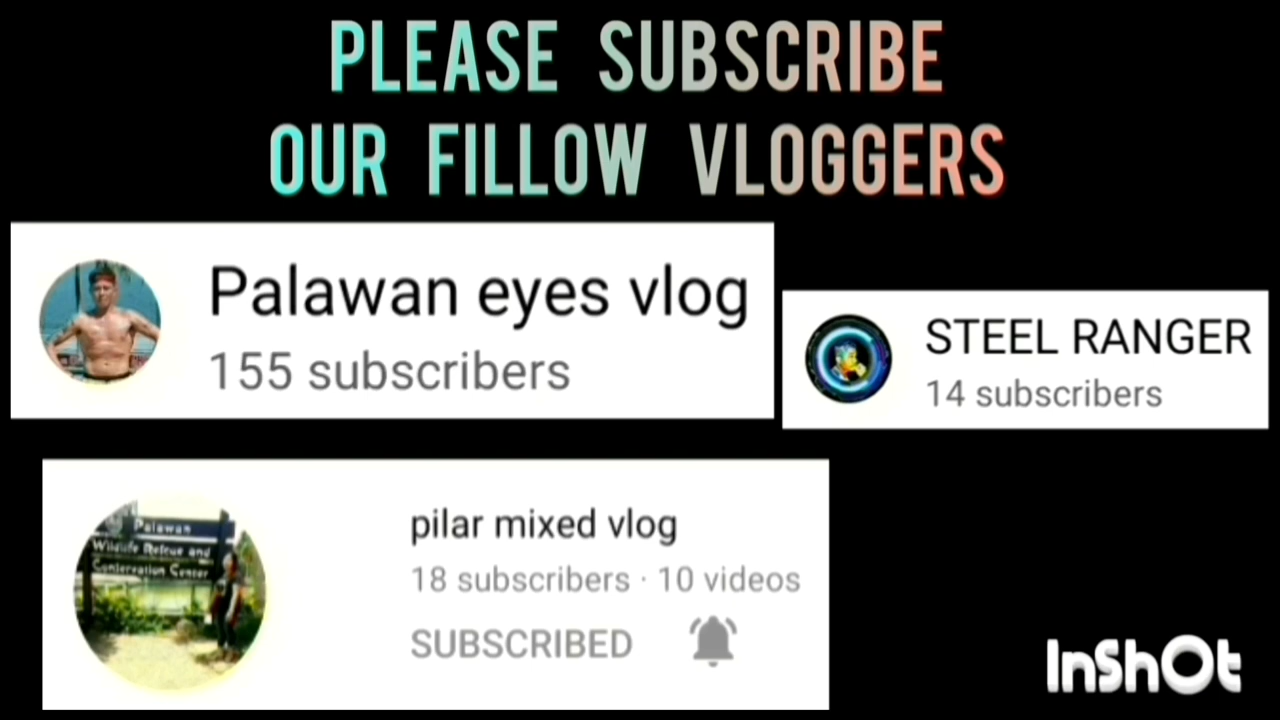 PLEASE SUBSCRIBE
OUR FILLOW VLOGGERS
Palawan eyes vlog
155 subscribers
STEEL RANGER
14 subscribers
pilar mixed vlog
18 subscribers · 10 videos
SUBSCRIBED
Palawan
Wildlife Rescue and
Conservation Center
InShOt